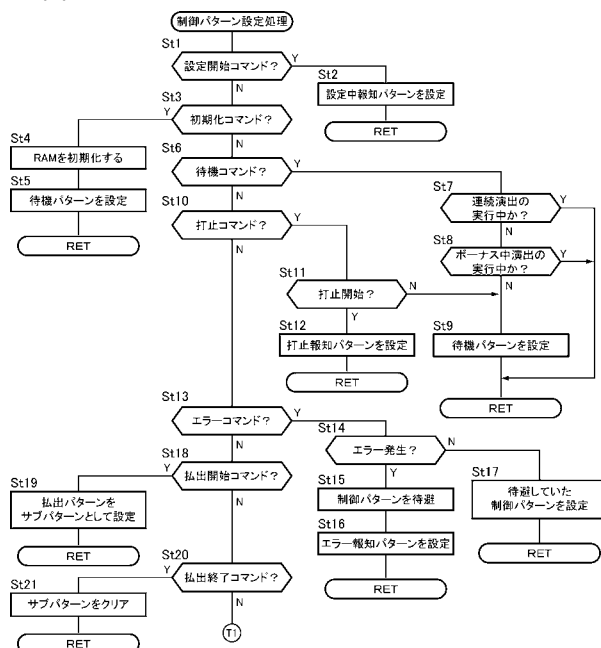 制御パターン設定処理
St1
設定開始コマンド？
Y
N
St2
設定中報知パターンを設定
RET
St3
初期化コマンド？
Y
N
St4
RAMを初期化する
St5
待機パターンを設定
RET
St6
待機コマンド？
Y
N
St7
連続演出の
実行中か？
Y
N
St8
ボーナス中演出の
実行中か？
Y
N
St9
待機パターンを設定
RET
St10
打止コマンド？
Y
N
St11
打止開始？
N
Y
St12
打止報知パターンを設定
RET
St13
エラーコマンド？
Y
N
St14
エラー発生？
N
Y
St15
制御パターンを待避
St16
エラー報知パターンを設定
RET
St17
待避していた
制御パターンを設定
RET
St18
払出開始コマンド？
Y
N
St19
払出パターンを
サブパターンとして設定
RET
St20
払出終了コマンド？
Y
N
St21
サブパターンをクリア
RET
T1